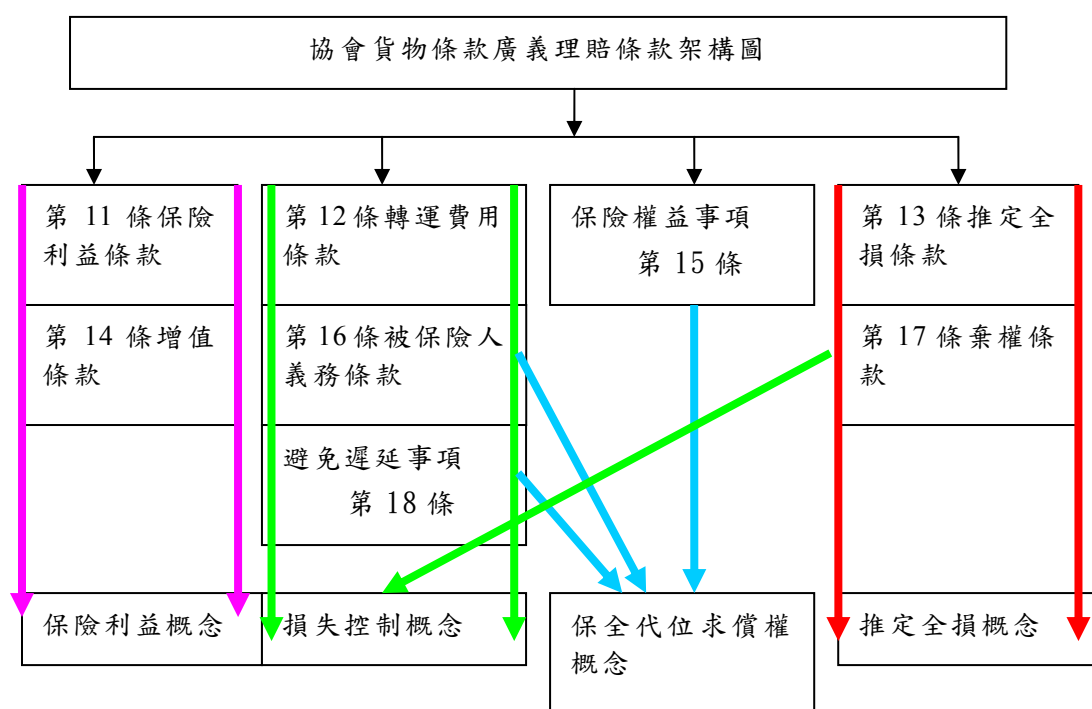 協會貨物條款廣義理賠條款架構圖
第 11 條保險
利益條款
第 12 條轉運費用
條款
保險權益事項
第 15 條
第 13 條推定全
損條款
第 14 條增值
條款
第 16 條被保險人
義務條款
第 17 條棄權條
款
避免遲延事項
第 18 條
保險利益概念
損失控制概念
保全代位求償權
概念
推定全損概念